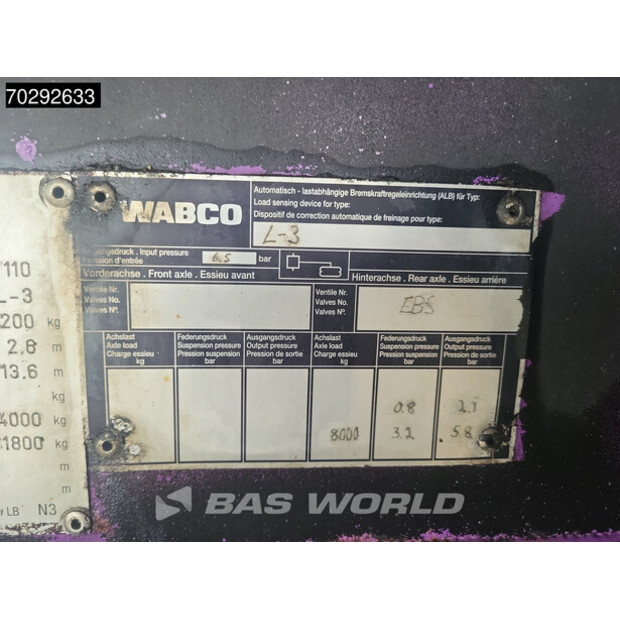 70292633
WABCO
Automatisch - lastabhängige Bremskraftregeleinrichtung (ALB) für Typ:
Load sensing device for type:
Dispositif de correction automatique de freinage pour type:
L-3
. Input pressure
d'entrée
6.5 bar
Vorderachse . Front axle . Essieu avant
Hinterachse . Rear axle . Essieu arrière
Ventile Nr.
Valves No.
Valves No.
Ventile Nr.
Valves No.
Valves No.
EBS
Achslast
Axle load
Charge essieu
kg
Federungsdruck
Suspension pressure
Pression suspension
bar
Ausgangsdruck
Output pressure
Pression de sortie
bar
Achslast
Axle load
Charge essieu
kg
Federungsdruck
Suspension pressure
Pression suspension
bar
Ausgangsdruck
Output pressure
Pression de sortie
bar
0.8
8000 3.2 5.8
110
L-3
200 kg
2.8 m
13.6 m
kg
4000 kg
1800 kg
m
m
LB N3
BAS WORLD